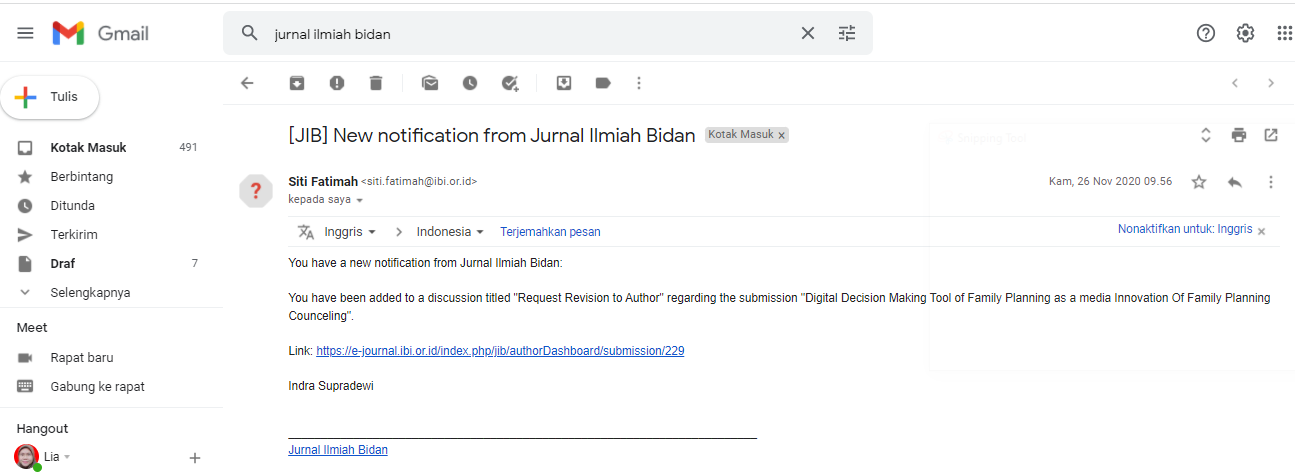 Gmail
jurnal ilmiah bidan
Tulis
[JIB] New notification from Jurnal Ilmiah Bidan Kotak Masuk x
Kotak Masuk 491
Berbintang
Ditunda
Terkirim
Draf 7
Selengkapnya
Siti Fatimah <siti.fatimah@ibi.or.id>
Kam, 26 Nov 2020 09.56
kepada saya
Inggris > Indonesia Terjemahkan pesan
Nonaktifkan untuk: Inggris x
You have a new notification from Jurnal Ilmiah Bidan:
You have been added to a discussion titled "Request Revision to Author" regarding the submission "Digital Decision Making Tool of Family Planning as a media Innovation Of Family Planning
Counceling".
Link: https://e-journal.ibi.or.id/index.php/jib/authorDashboard/submission/229
Indra Supradewi
Jurnal Ilmiah Bidan
Meet
Rapat baru
Gabung ke rapat
Hangout
Lia
Snipping Tool